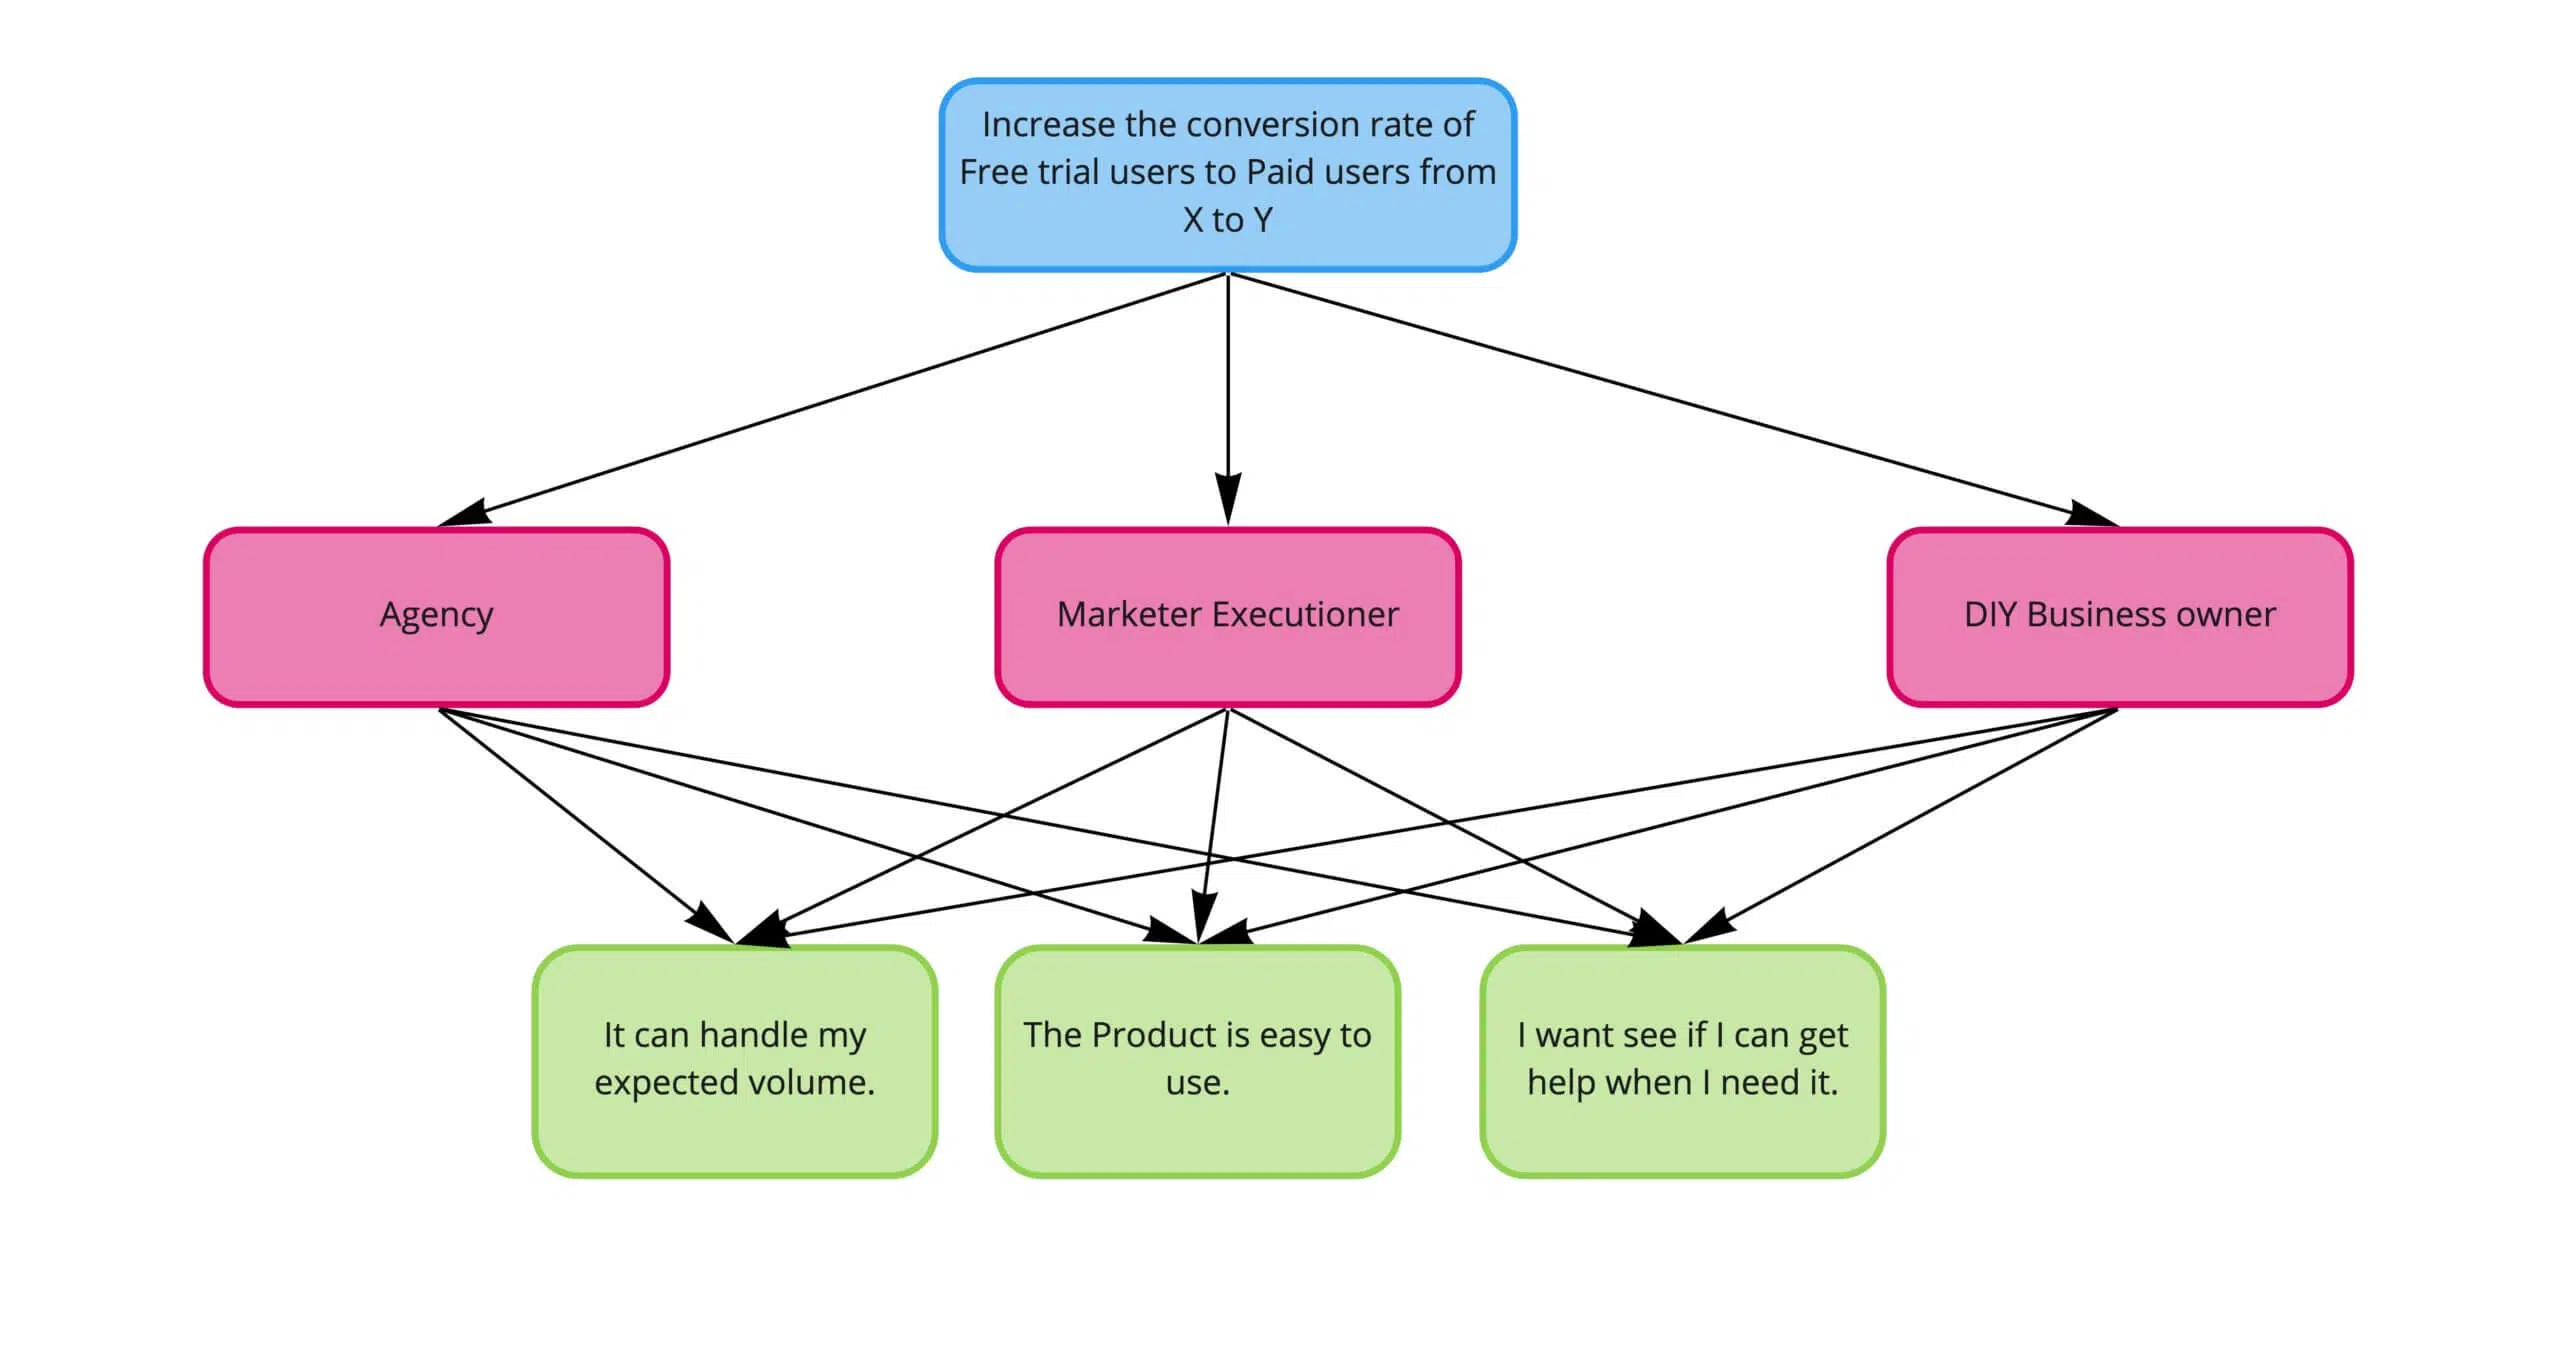 Increase the conversion rate of
Free trial users to Paid users from
X to Y
Agency
Marketer Executioner
DIY Business owner
It can handle my
expected volume.
The Product is easy to
use.
I want see if I can get
help when I need it.